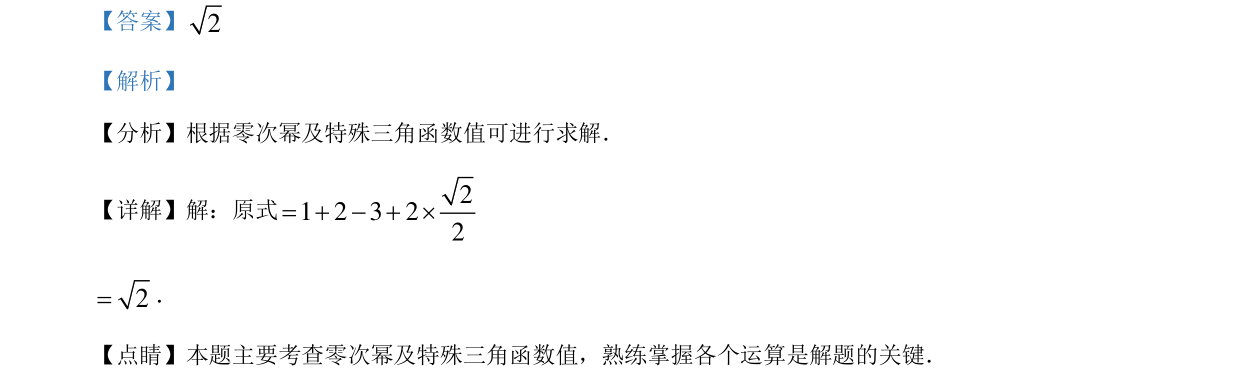 【答案】√2
【解析】
【分析】根据零次幂及特殊三角函数值可进行求解．
【详解】解：原式=1+2−3+2×√2/2
=√2．
【点睛】本题主要考查零次幂及特殊三角函数值，熟练掌握各个运算是解题的关键．